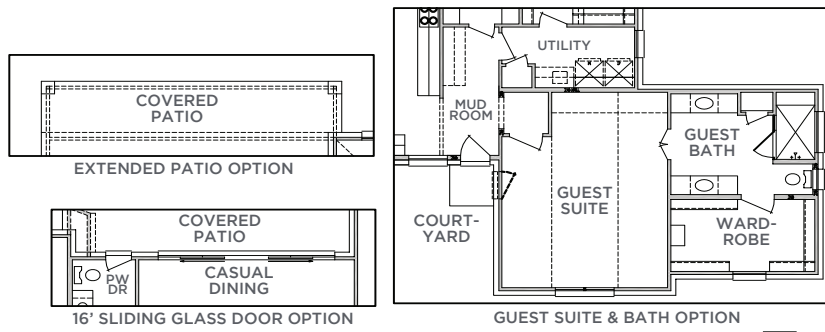 COVERED
PATIO
EXTENDED PATIO OPTION
COVERED
PATIO
PW
DR
CASUAL
DINING
16' SLIDING GLASS DOOR OPTION
UTILITY
MUD
ROOM
GUEST
BATH
GUEST
SUITE
COURT-
YARD
WARD-
ROBE
GUEST SUITE & BATH OPTION